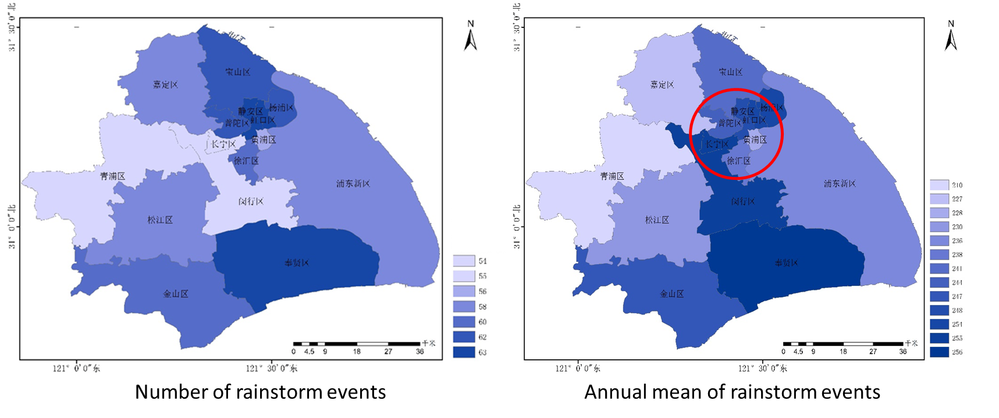 N
31° 30′0″北
宝山区
嘉定区
静安区
杨浦区
普陀区
虹口区
黄浦区
长宁区
徐汇区
青浦区
浦东新区
闵行区
松江区
31° 0′0″北
奉贤区
金山区
54
55
56
58
60
62
63
千米
0 4.5 9 18 27 36
121° 0′0″东
121° 30′0″东
Number of rainstorm events
N
31° 30′0″北
宝山区
嘉定区
静安区
杨浦区
普陀区
虹口区
黄浦区
长宁区
徐汇区
青浦区
浦东新区
闵行区
松江区
31° 0′0″北
奉贤区
金山区
210
227
228
230
236
238
241
244
247
248
254
255
256
千米
0 4.5 9 18 27 36
121° 0′0″东
121° 30′0″东
Annual mean of rainstorm events